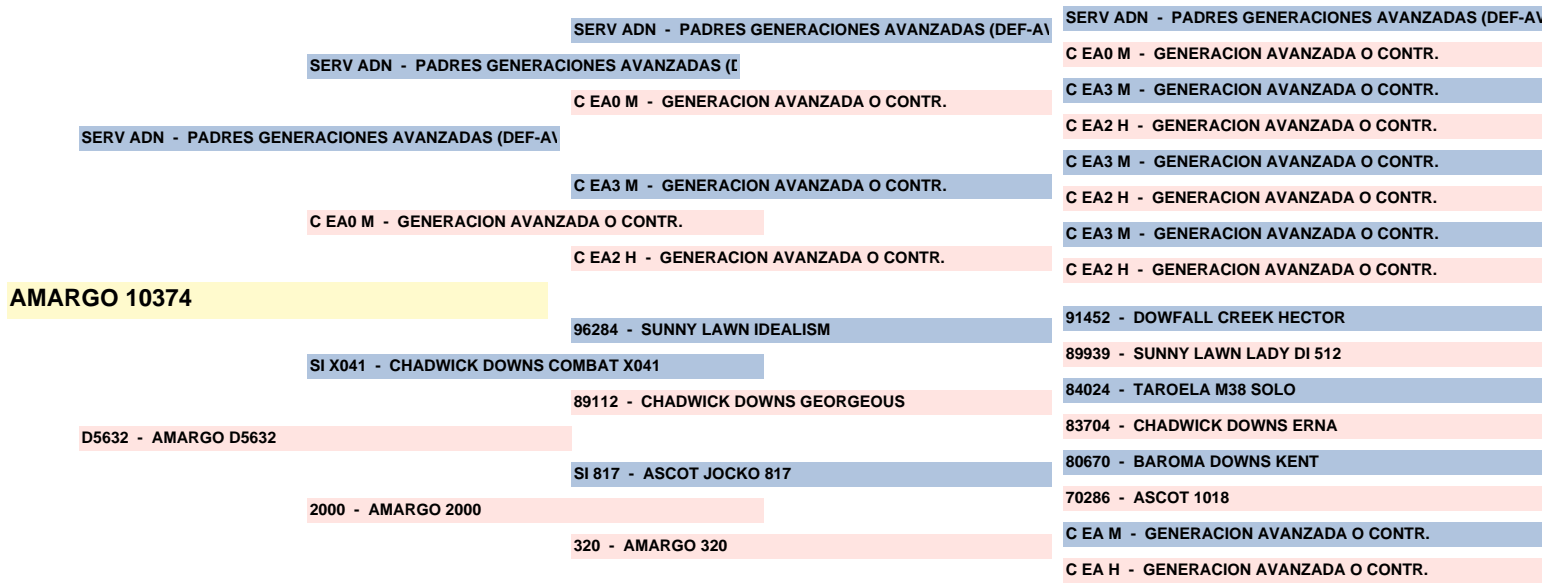 SERV ADN - PADRES GENERACIONES AVANZADAS (DEF-AV
SERV ADN - PADRES GENERACIONES AVANZADAS (DEF-A\
C EA0 M - GENERACION AVANZADA O CONTR.
SERV ADN - PADRES GENERACIONES AVANZADAS (D
C EA3 M - GENERACION AVANZADA O CONTR.
C EA0 M - GENERACION AVANZADA O CONTR.
C EA2 H - GENERACION AVANZADA O CONTR.
SERV ADN - PADRES GENERACIONES AVANZADAS (DEF-A\
C EA3 M - GENERACION AVANZADA O CONTR.
C EA3 M - GENERACION AVANZADA O CONTR.
C EA2 H - GENERACION AVANZADA O CONTR.
C EA0 M - GENERACION AVANZADA O CONTR.
C EA3 M - GENERACION AVANZADA O CONTR.
C EA2 H - GENERACION AVANZADA O CONTR.
C EA2 H - GENERACION AVANZADA O CONTR.
AMARGO 10374
91452 - DOWFALL CREEK HECTOR
96284 - SUNNY LAWN IDEALISM
89939 - SUNNY LAWN LADY DI 512
SI X041 - CHADWICK DOWNS COMBAT X041
84024 - TAROELA M38 SOLO
89112 - CHADWICK DOWNS GEORGEOUS
83704 - CHADWICK DOWNS ERNA
D5632 - AMARGO D5632
80670 - BAROMA DOWNS KENT
SI 817 - ASCOT JOCKO 817
70286 - ASCOT 1018
2000 - AMARGO 2000
C EA M - GENERACION AVANZADA O CONTR.
320 - AMARGO 320
C EA H - GENERACION AVANZADA O CONTR.